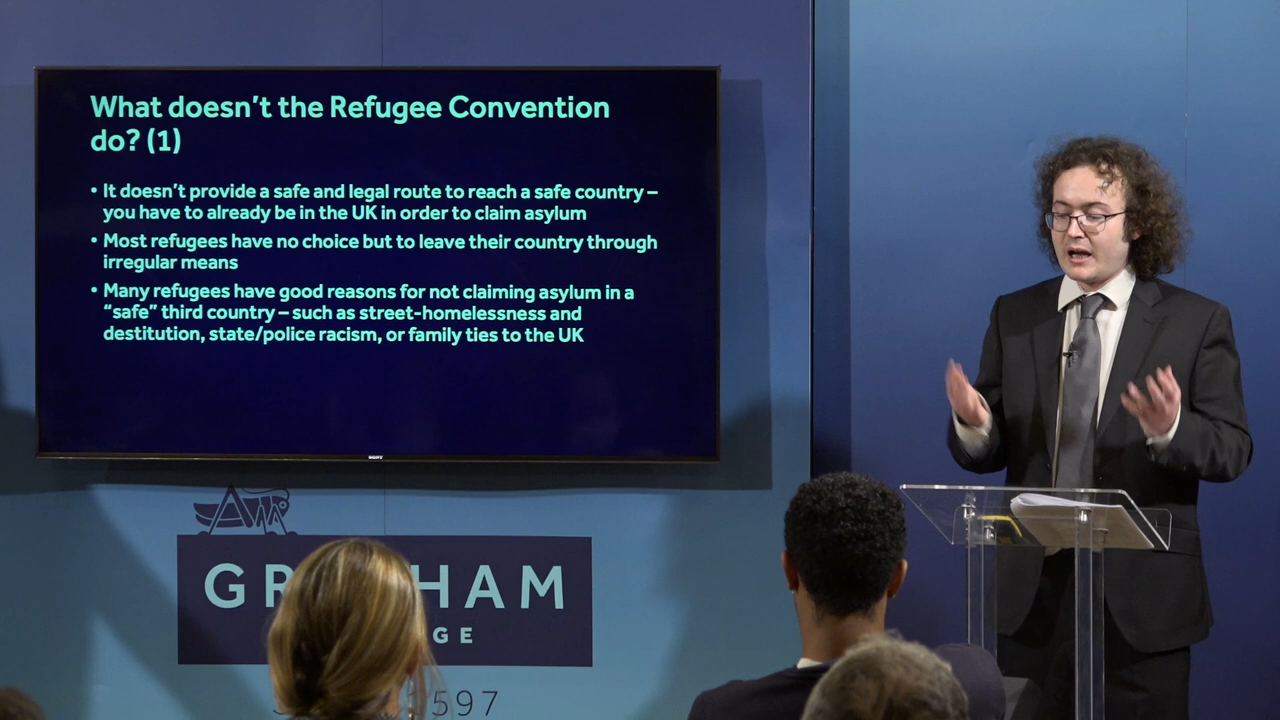 What doesn't the Refugee Convention
do? (1)
• It doesn't provide a safe and legal route to reach a safe country –
you have to already be in the UK in order to claim asylum
• Most refugees have no choice but to leave their country through
irregular means
• Many refugees have good reasons for not claiming asylum in a
“safe” third country – such as street-homelessness and
destitution, state/police racism, or family ties to the UK
SONY